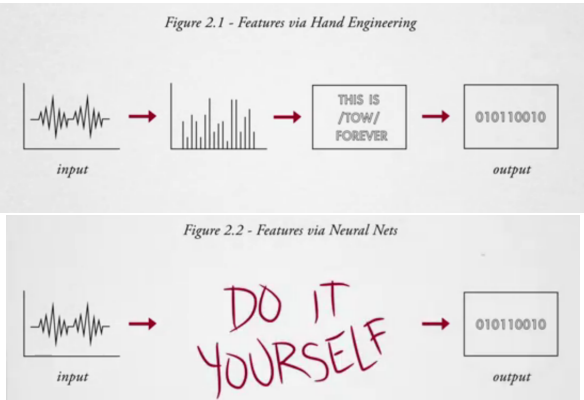 Figure 2.1 - Features via Hand Engineering
THIS IS
/TOW/
FOREVER
010110010
input
output
Figure 2.2 - Features via Neural Nets
DO IT
YOURSELF
010110010
input
output